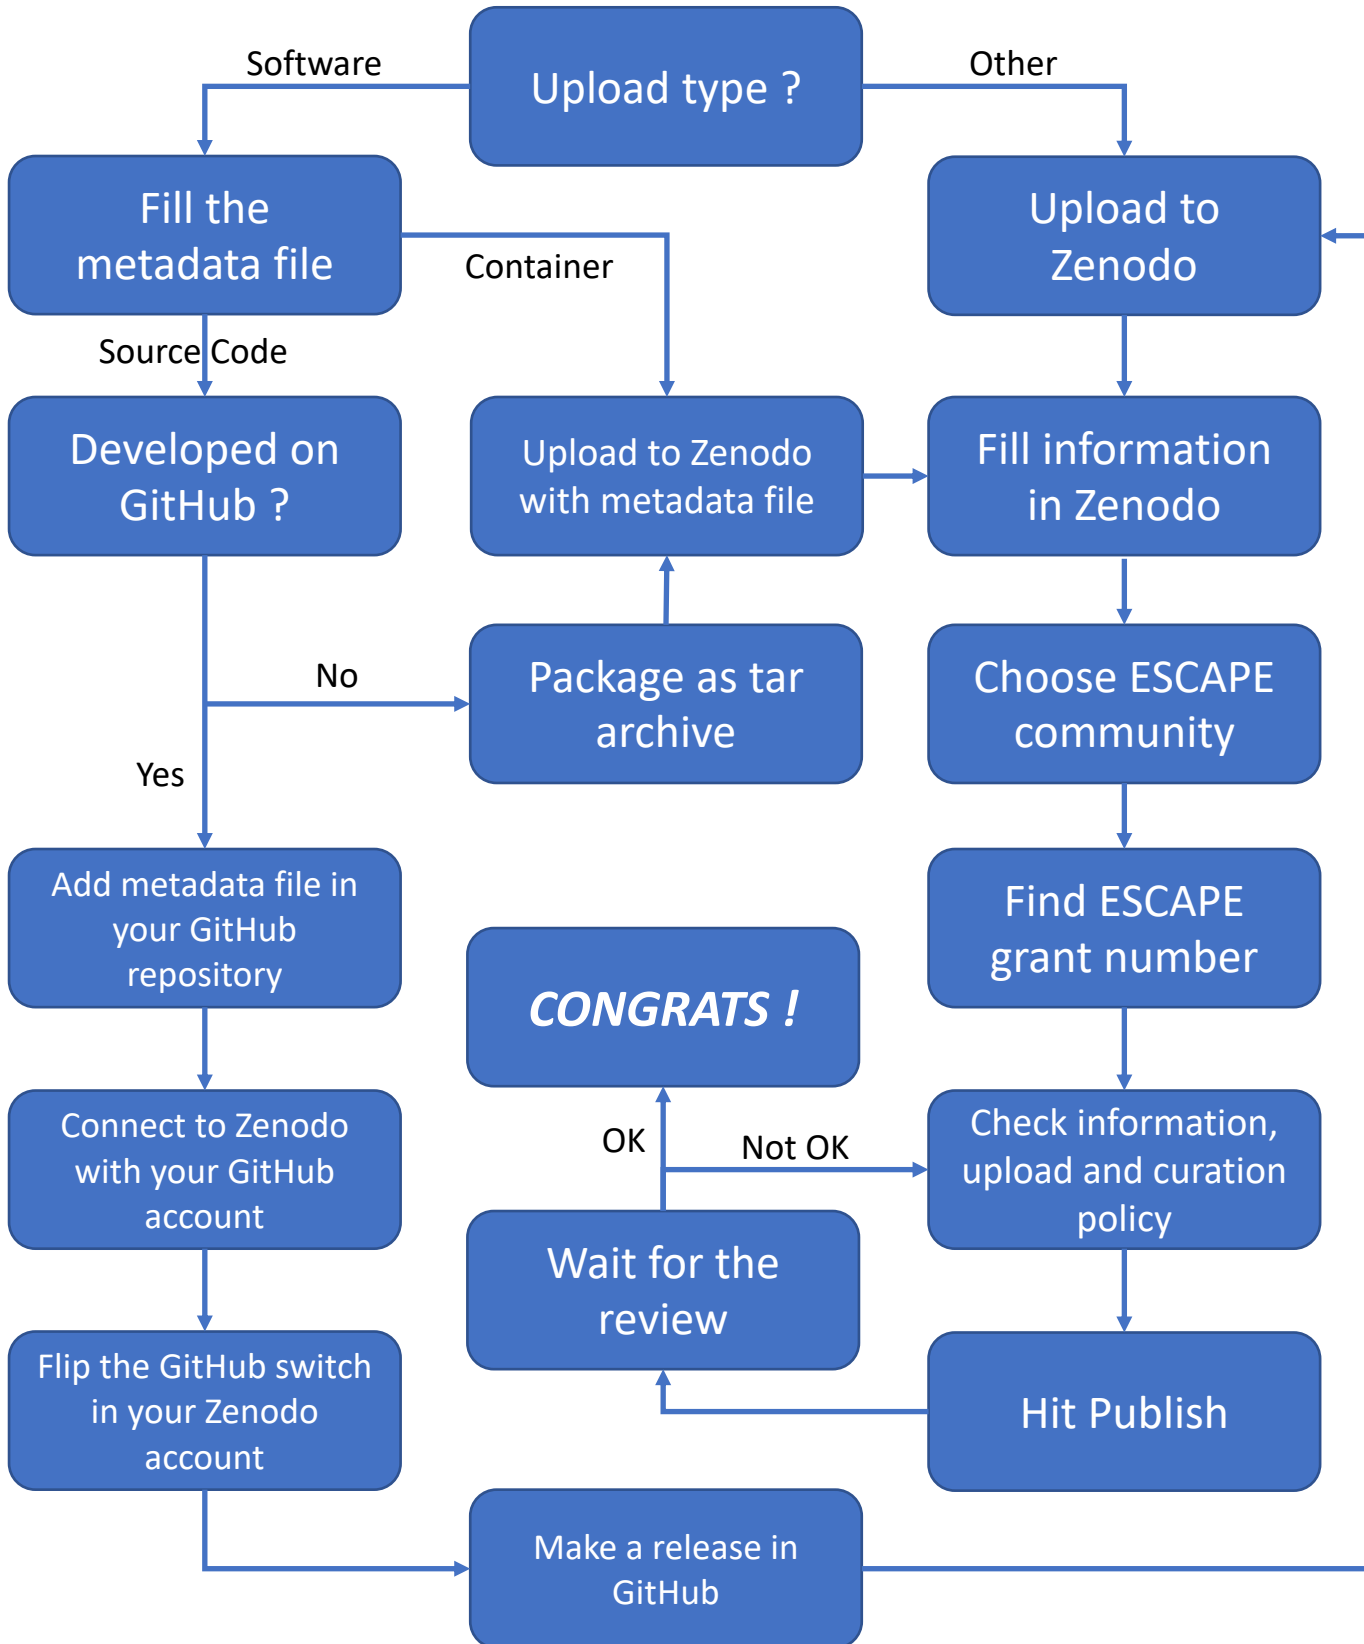 Software
Upload type ?
Other
Fill the
metadata file
Upload to
Zenodo
Container
Source Code
Developed on
GitHub ?
Upload to Zenodo
with metadata file
Fill information
in Zenodo
No
Package as tar
archive
Choose ESCAPE
community
Yes
Add metadata file in
your GitHub
repository
Find ESCAPE
grant number
CONGRATS !
Connect to Zenodo
with your GitHub
account
OK
Not OK
Check information,
upload and curation
policy
Wait for the
review
Flip the GitHub switch
in your Zenodo
account
Hit Publish
Make a release in
GitHub